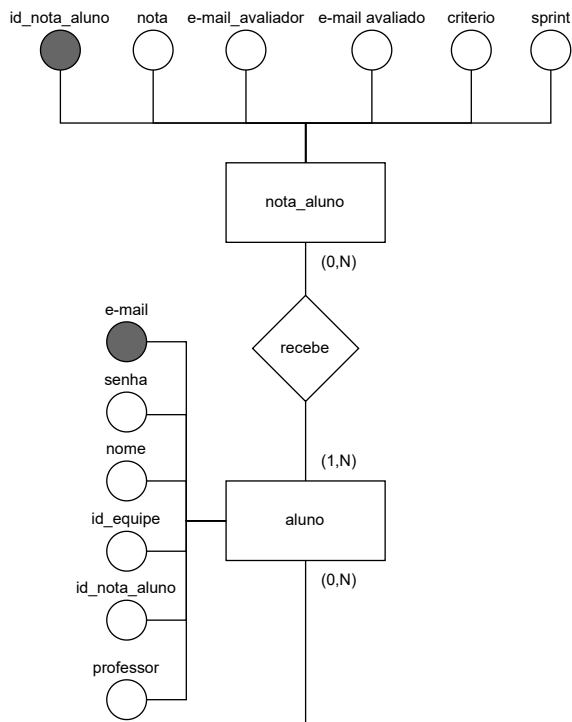 id_nota_aluno
nota
e-mail_avaliador
e-mail avaliado
criterio
sprint
nota_aluno
(0,N)
e-mail
recebe
senha
nome
(1,N)
aluno
id_equipe
(0,N)
id_nota_aluno
professor